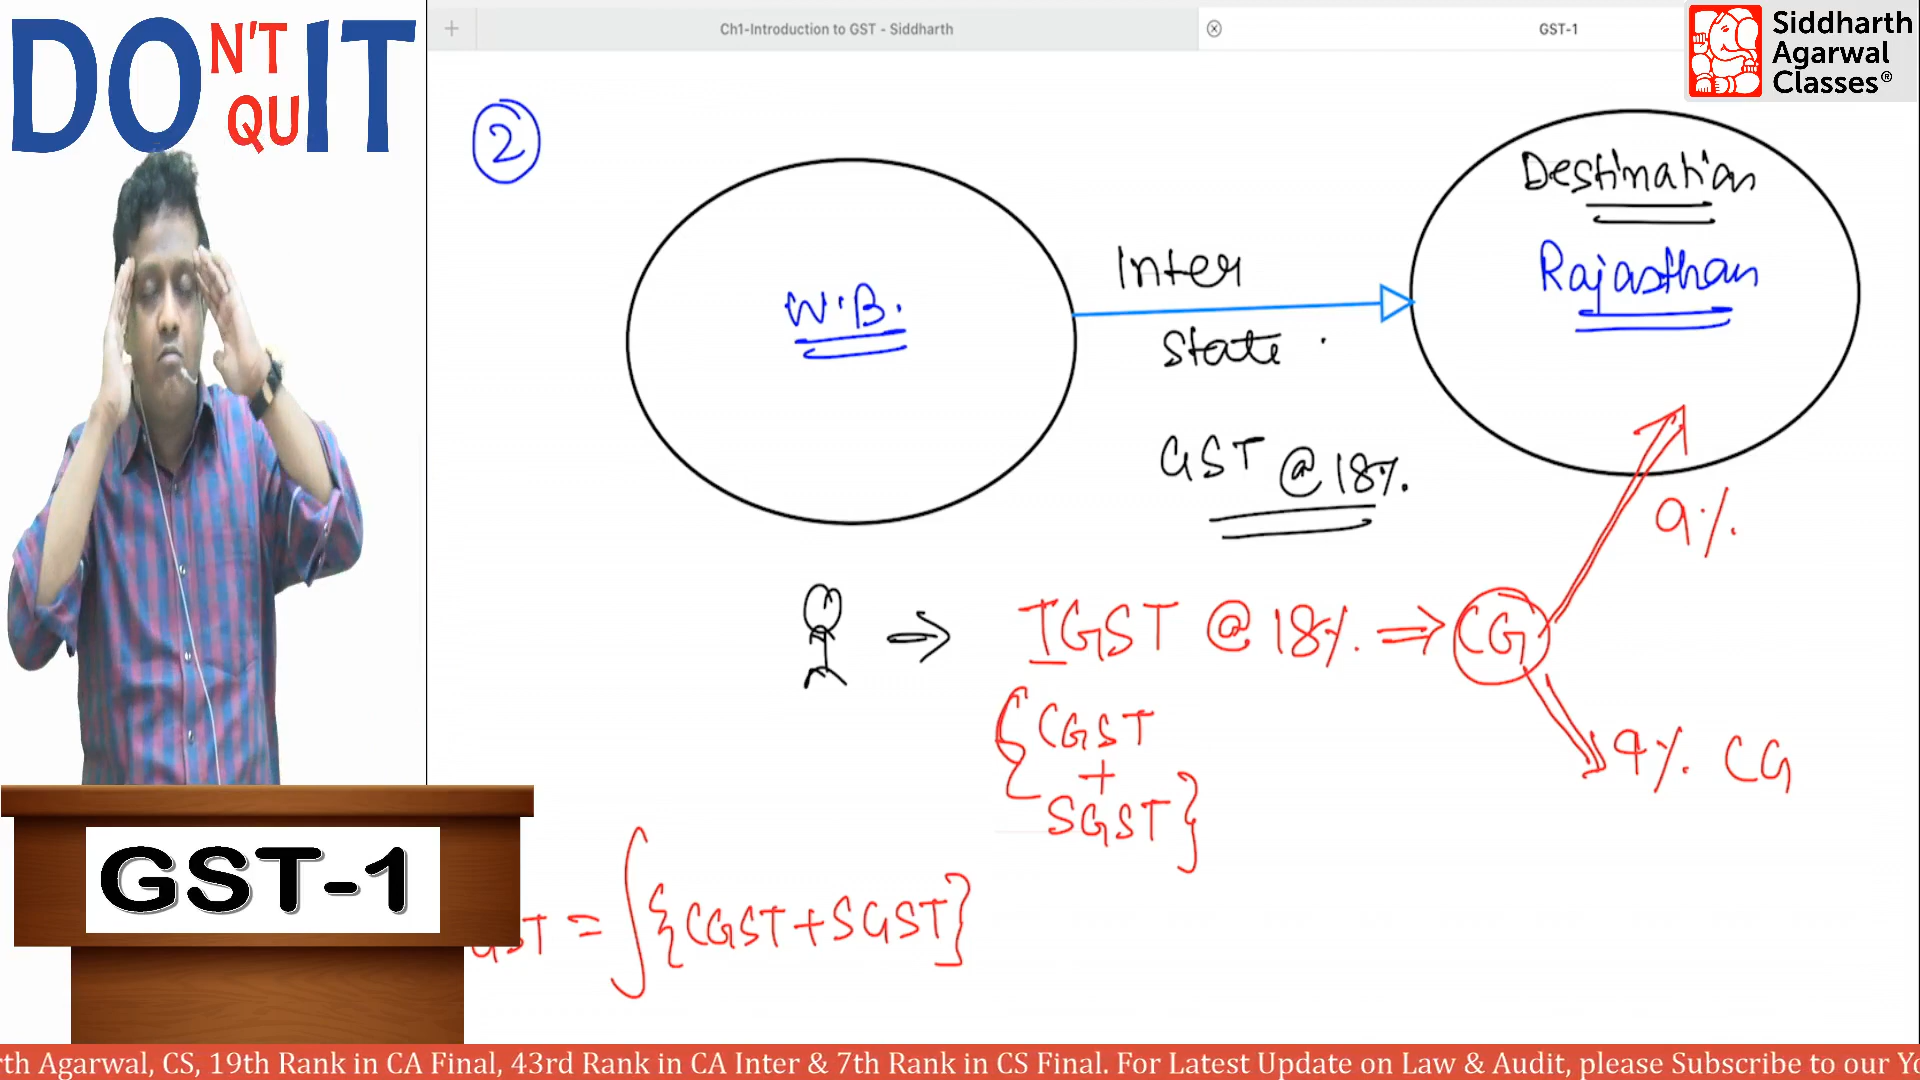 DON'T QUIT
Ch1-Introduction to GST - Siddharth
GST-1
Siddharth
Agarwal
Classes®
2
Destination
Rajasthan
W.B.
Inter
State
GST @ 18%
9%
IGST @ 18% ⇒ CG
{CGST
+
SGST}
9% CG
GST = ∫{CGST + SGST}
GST-1
rth Agarwal, CS, 19th Rank in CA Final, 43rd Rank in CA Inter & 7th Rank in CS Final. For Latest Update on Law & Audit, please Subscribe to our Yo